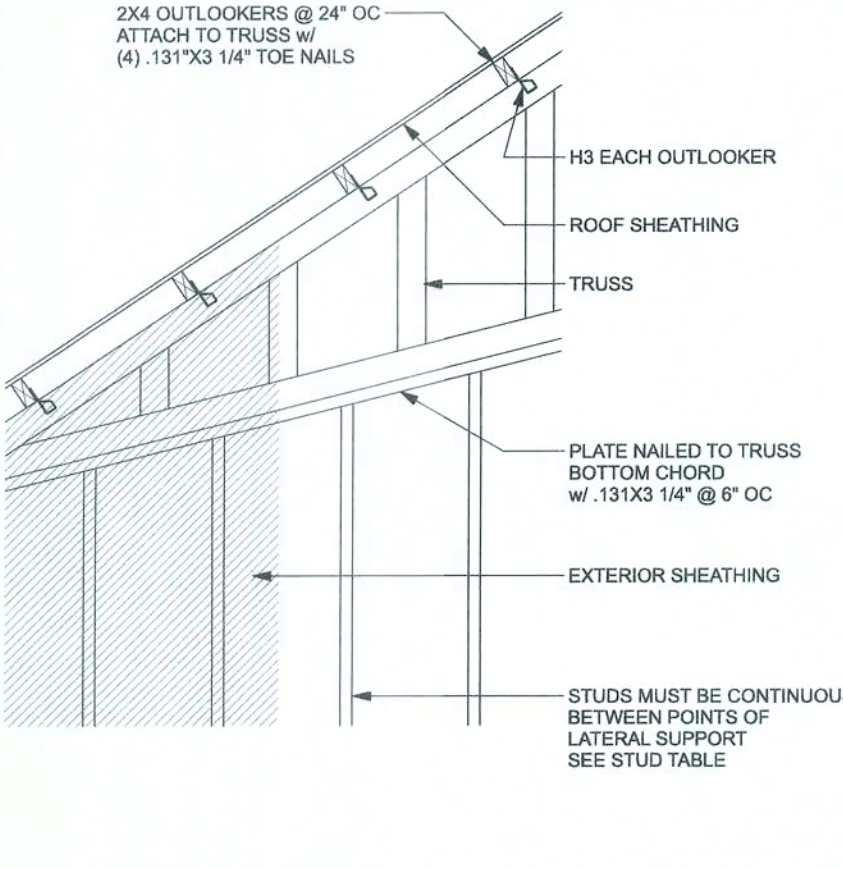 2X4 OUTLOOKERS @ 24" OC
ATTACH TO TRUSS w/
(4) .131"X3 1/4" TOE NAILS
H3 EACH OUTLOOKER
ROOF SHEATHING
TRUSS
PLATE NAILED TO TRUSS
BOTTOM CHORD
w/ .131X3 1/4" @ 6" OC
EXTERIOR SHEATHING
STUDS MUST BE CONTINUOU
BETWEEN POINTS OF
LATERAL SUPPORT
SEE STUD TABLE